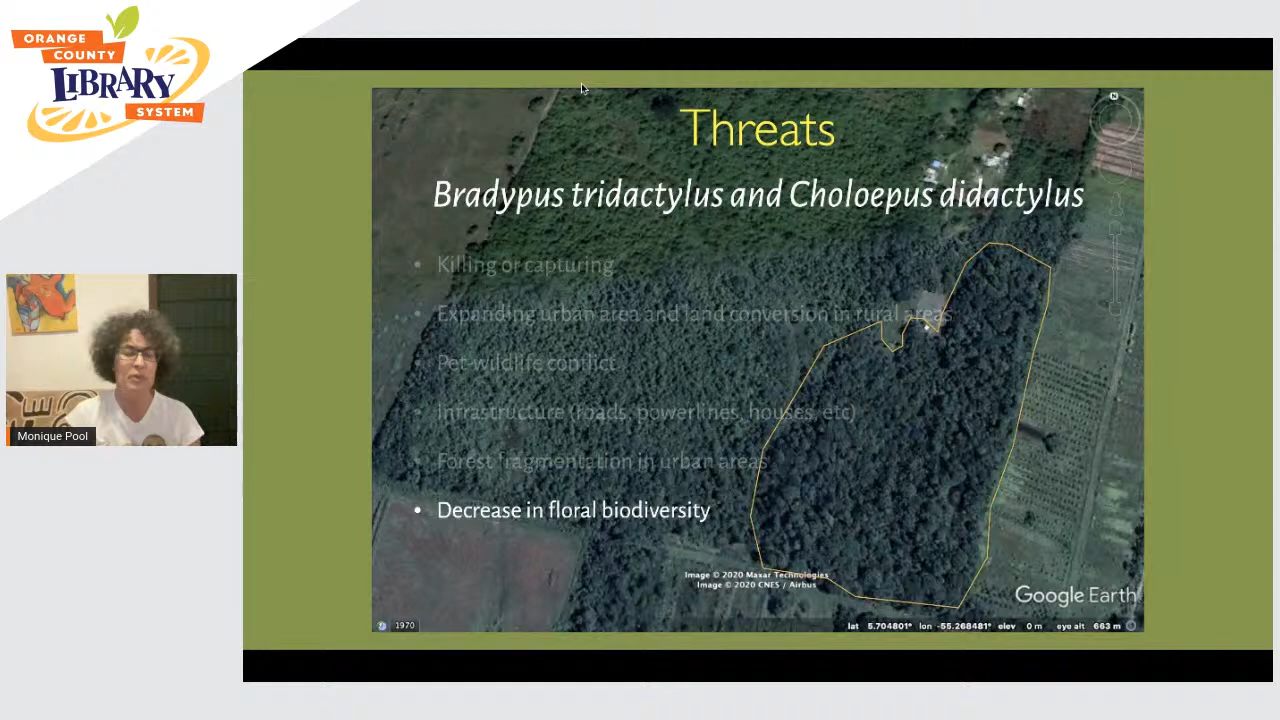 ORANGE
COUNTY
LIBRARY
SYSTEM
Threats
Bradypus tridactylus and Choloepus didactylus
• Killing or capturing
• Expanding urban area and land conversion in rural areas
• Pet-wildlife conflict
• Infrastructure (roads, powerlines, houses, etc)
• Forest fragmentation in urban areas
• Decrease in floral biodiversity
Monique Pool
N
Image © 2020 Maxar Technologies
Image © 2020 CNES / Airbus
Google Earth
1970
lat 5.704801° lon -55.268481° elev 0 m eye alt 663 m